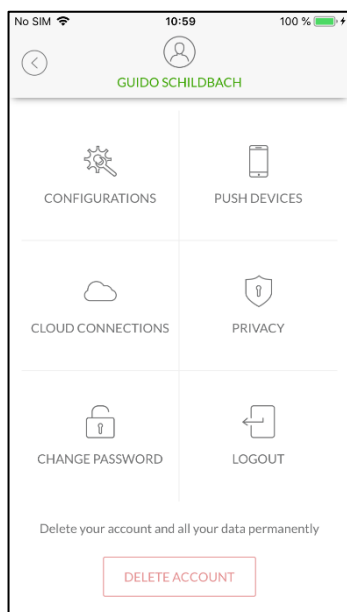 No SIM 10:59 100 %
GUIDO SCHILDBACH
CONFIGURATIONS PUSH DEVICES
CLOUD CONNECTIONS PRIVACY
CHANGE PASSWORD LOGOUT
Delete your account and all your data permanently
DELETE ACCOUNT